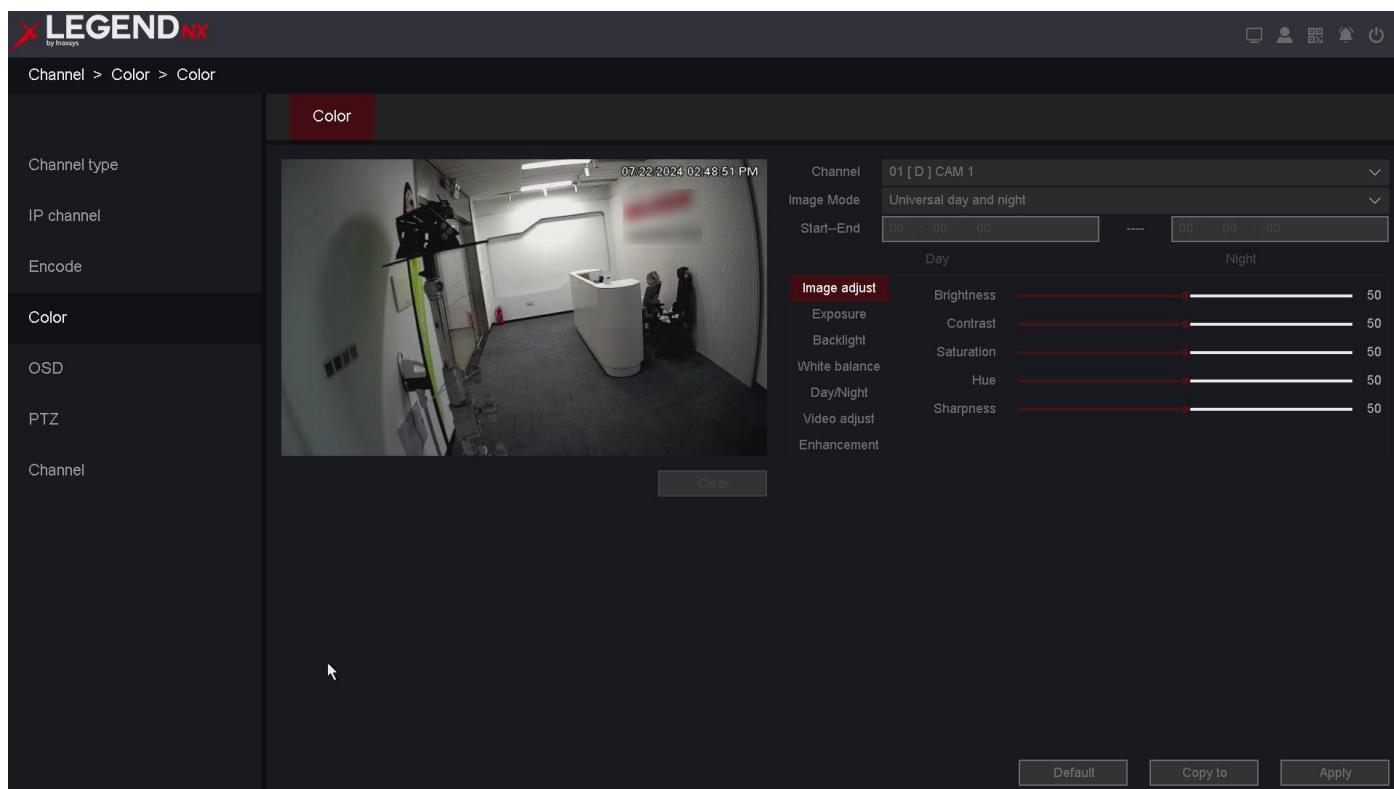 X LEGEND NX
by Inaxsys
Channel > Color > Color
Color
Channel type
IP channel
Encode
Color
OSD
PTZ
Channel
07-22-2024 02:48:51 PM
Clear
Channel 01 [ D ] CAM 1
Image Mode Universal day and night
Start--End 00 : 00 : 00 ---- 00 : 00 : 00
Day Night
Image adjust
Exposure
Backlight
White balance
Day/Night
Video adjust
Enhancement
Brightness 50
Contrast 50
Saturation 50
Hue 50
Sharpness 50
Default Copy to Apply